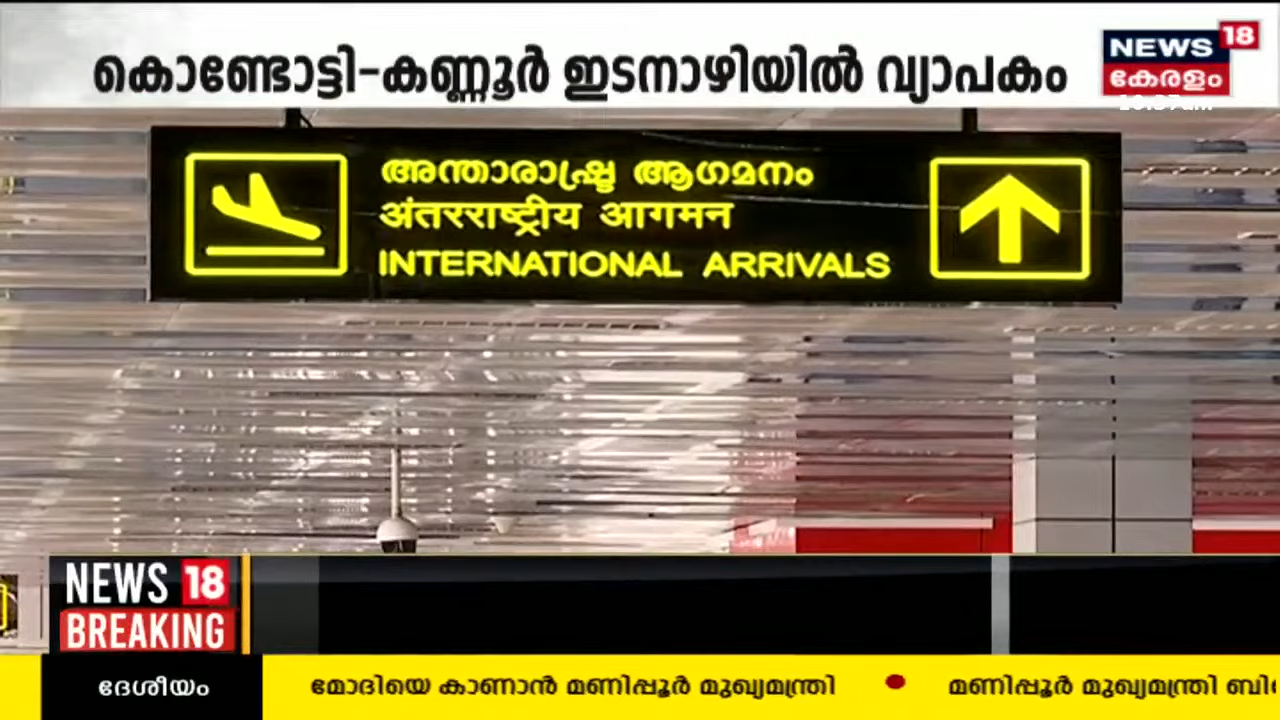 കൊണ്ടോട്ടി-കണ്ണൂർ ഇടനാഴിയിൽ വ്യാപകം
NEWS 18
കേരളം
അന്താരാഷ്ട്ര ആഗമനം
अंतरराष्ट्रीय आगमन
INTERNATIONAL ARRIVALS
NEWS 18
BREAKING
ദേശീയം
മോദിയെ കാണാൻ മണിപ്പൂർ മുഖ്യമന്ത്രി
മണിപ്പൂർ മുഖ്യമന്ത്രി